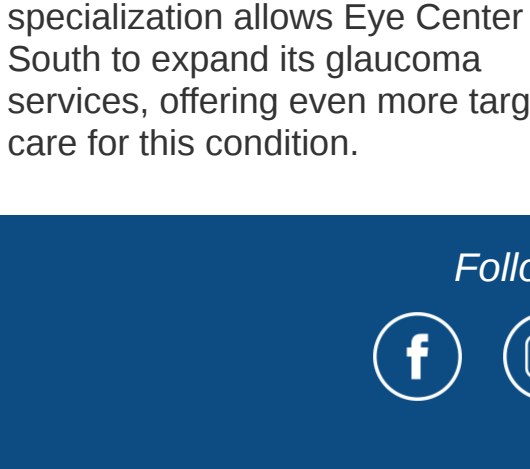 specialization allows Eye Center
South to expand its glaucoma
services, offering even more targ
care for this condition.
Follo